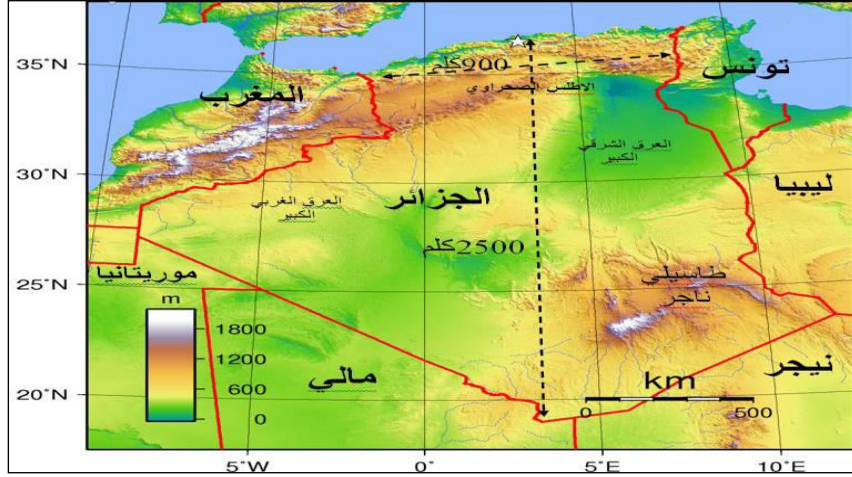 35°N
30°N
25°N
20°N
5°W
0°
5°E
10°E
المغرب
900كلم
الاطلس الصحراوي
تونس
العرق الشرقي
الكبير
ليبيا
الجزائر
العرق الغربي
الكبير
2500كلم
موريتانيا
طاسيلي
ناجر
نيجر
مالي
m
1800
1200
600
0
km
0
500